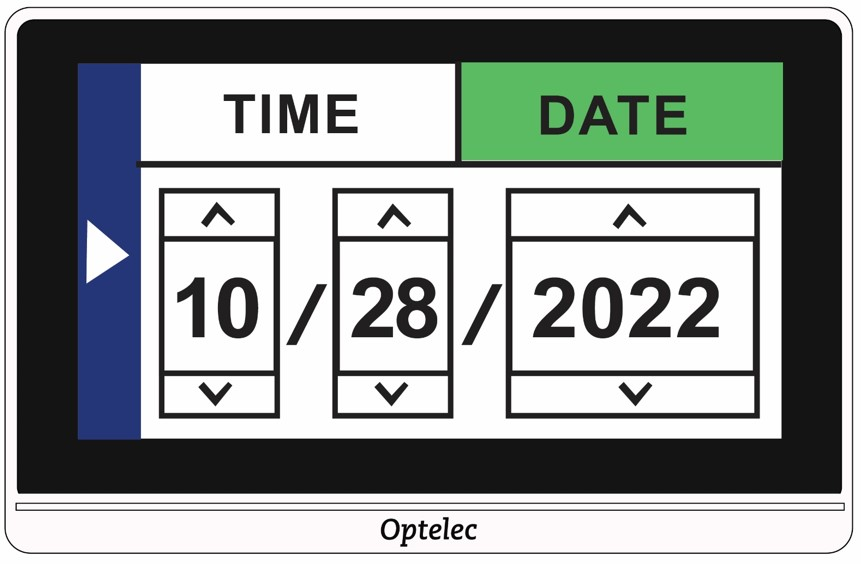 TIME DATE
10 / 28 / 2022
Optelec